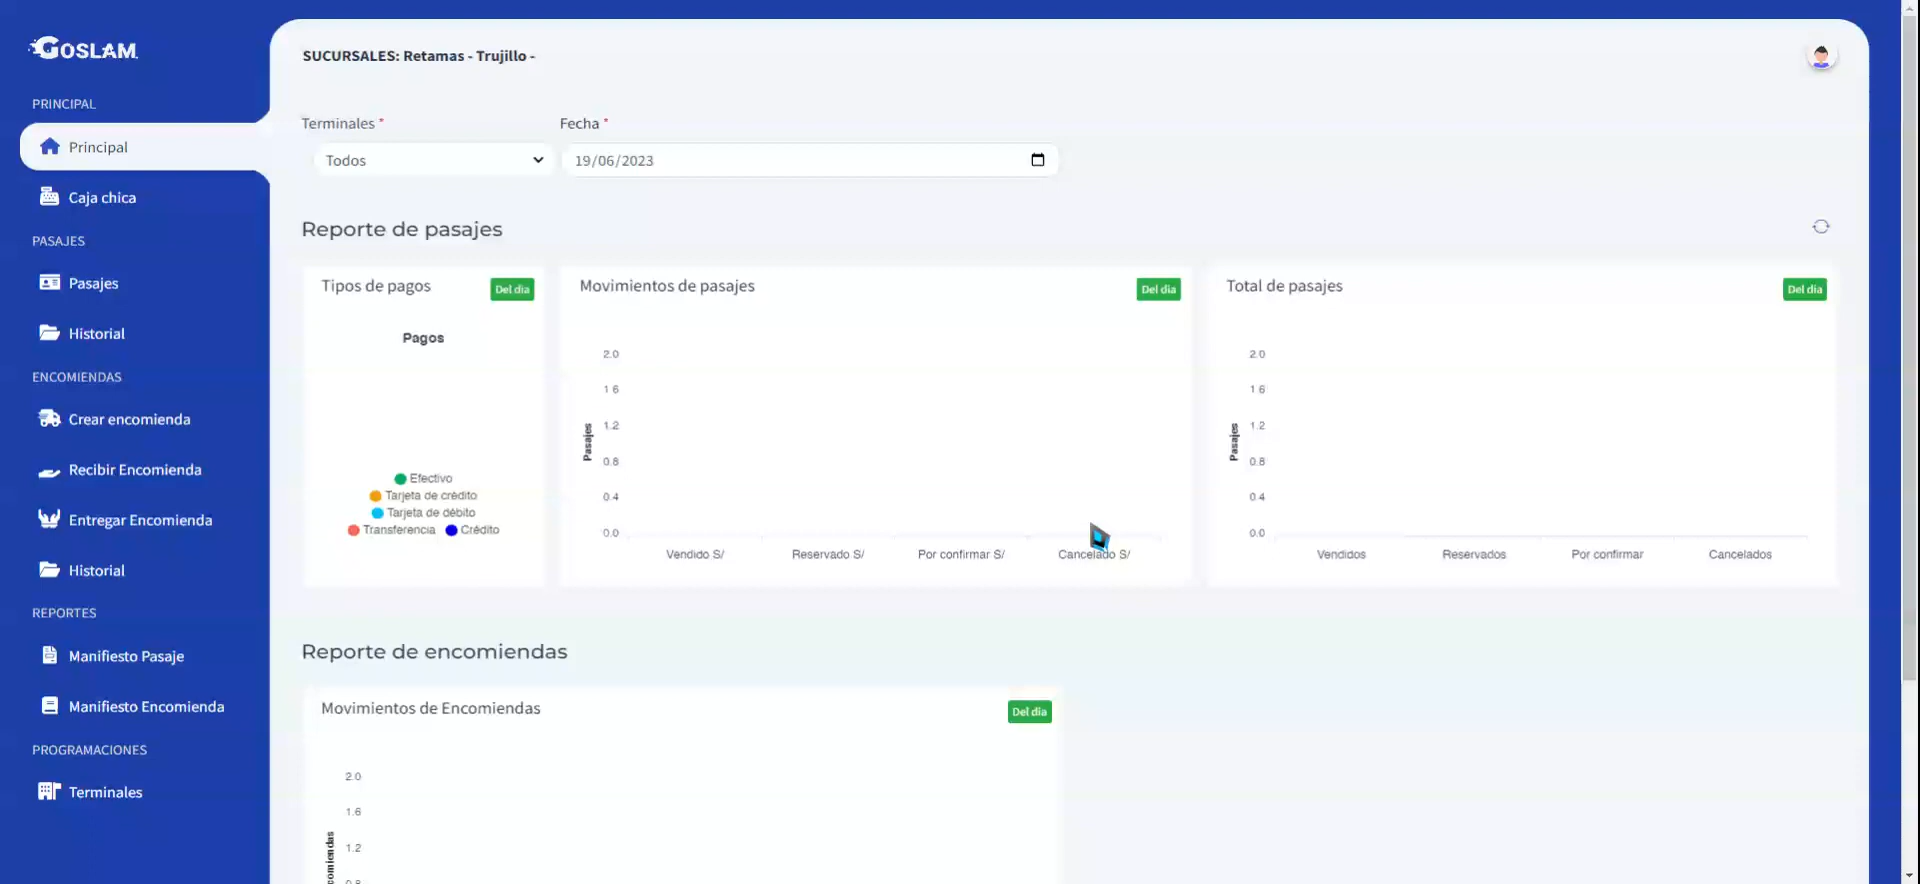 GOSLAM.
PRINCIPAL
Principal
Caja chica
PASAJES
Pasajes
Historial
ENCOMIENDAS
Crear encomienda
Recibir Encomienda
Entregar Encomienda
Historial
REPORTES
Manifiesto Pasaje
Manifiesto Encomienda
PROGRAMACIONES
Terminales
SUCURSALES: Retamas - Trujillo -
Terminales *
Fecha *
Todos
19/06/2023
Reporte de pasajes
Tipos de pagos
Del dia
Pagos
Efectivo
Tarjeta de crédito
Tarjeta de débito
Transferencia
Crédito
Movimientos de pasajes
Del dia
2.0
1.6
1.2
0.8
0.4
0.0
Pasajes
Vendido S/
Reservado S/
Por confirmar S/
Cancelado S/
Total de pasajes
Del dia
2.0
1.6
1.2
0.8
0.4
0.0
Pasajes
Vendidos
Reservados
Por confirmar
Cancelados
Reporte de encomiendas
Movimientos de Encomiendas
Del dia
2.0
1.6
1.2
0.8